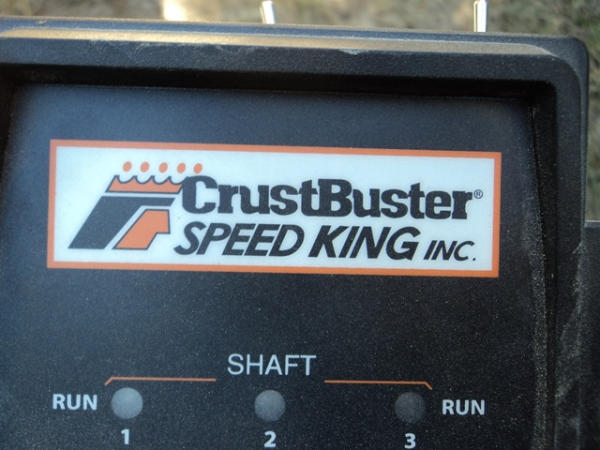 CrustBuster®
SPEED KING INC.
SHAFT
RUN RUN
1 2 3